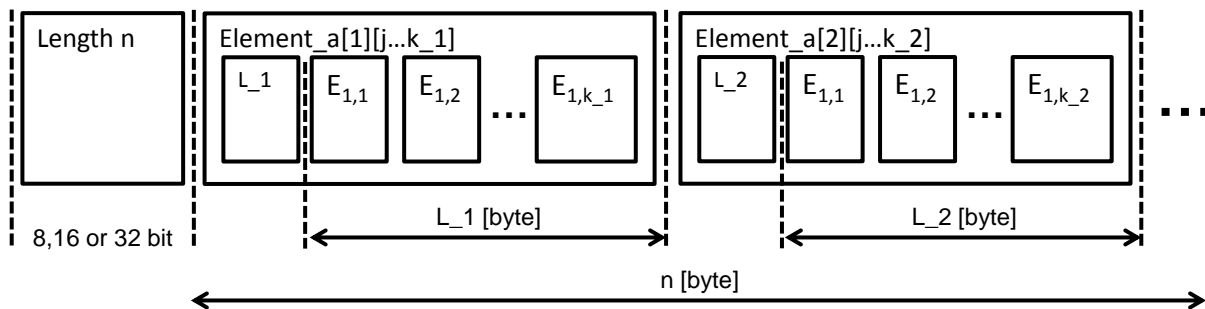 Length n
Element_a[1][j...k_1]
L_1
E1,1
E1,2
...
E1,k_1
Element_a[2][j...k_2]
L_2
E1,1
E1,2
...
E1,k_2
...
8,16 or 32 bit
L_1 [byte]
L_2 [byte]
n [byte]